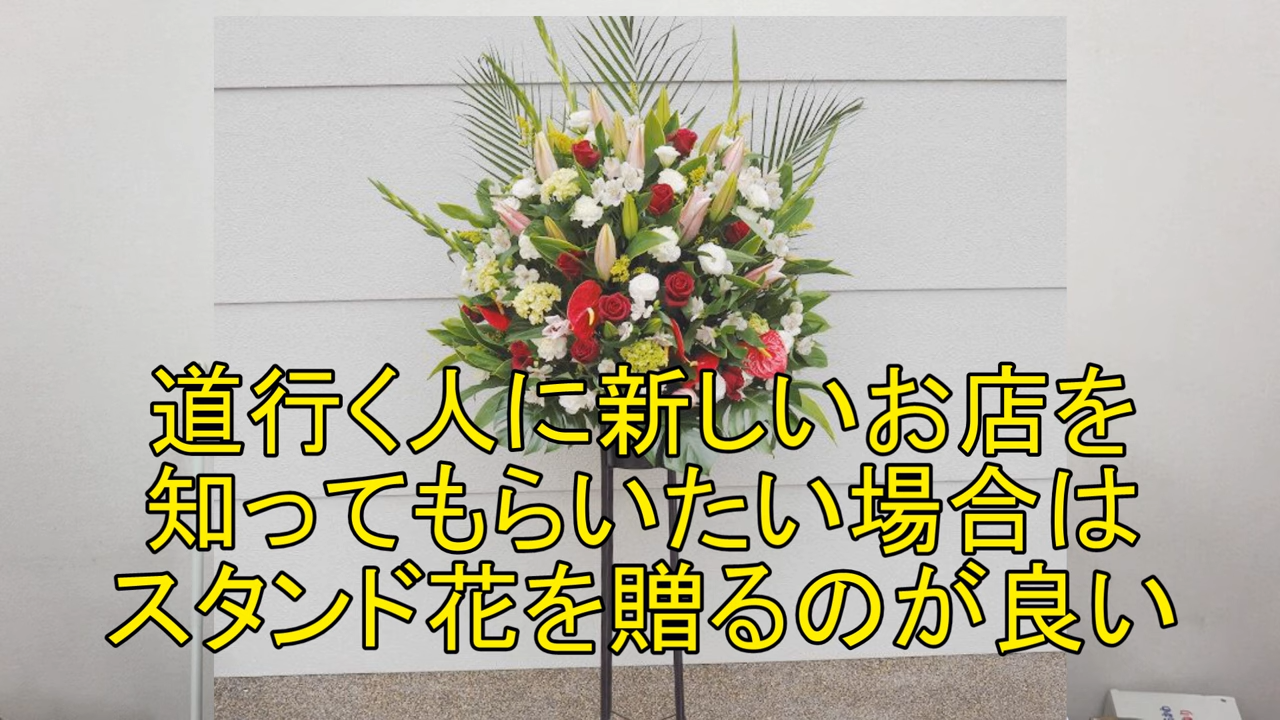 道行く人に新しいお店を
知ってもらいたい場合は
スタンド花を贈るのが良い